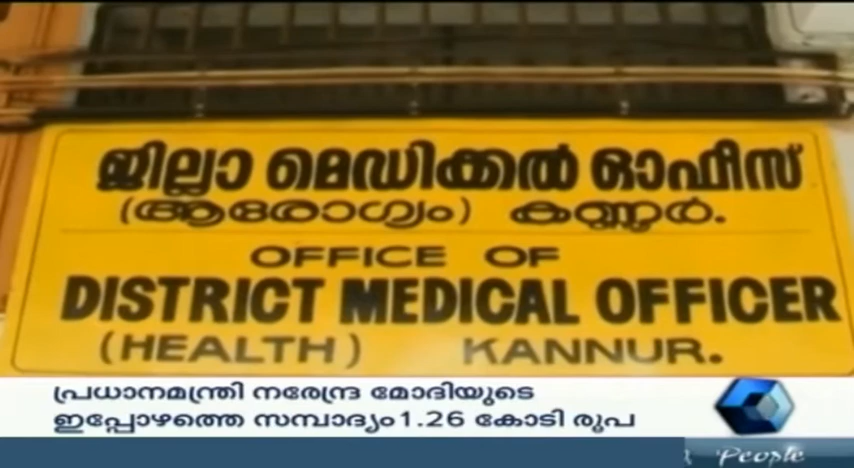 ജില്ലാ മെഡിക്കൽ ഓഫീസ്
(ആരോഗ്യം) കണ്ണൂർ.
OFFICE OF
DISTRICT MEDICAL OFFICER
(HEALTH) KANNUR.
പ്രധാനമന്ത്രി നരേന്ദ്ര മോദിയുടെ
ഇപ്പോഴത്തെ സമ്പാദ്യം 1.26 കോടി രൂപ
People